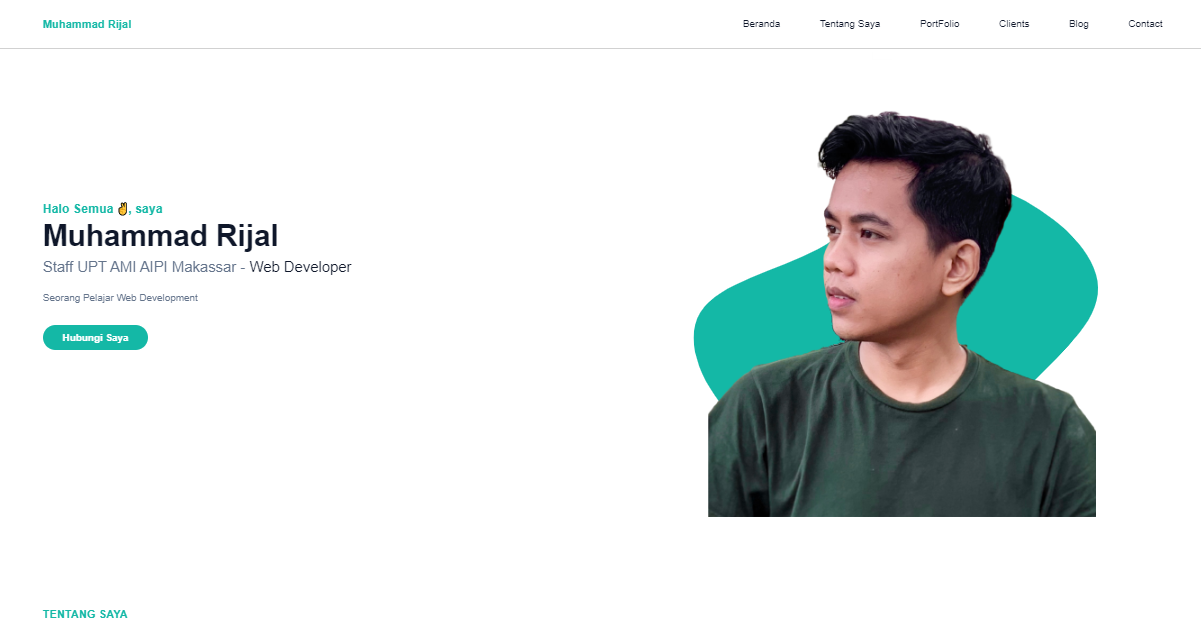 Muhammad Rijal
Beranda Tentang Saya PortFolio Clients Blog Contact
Halo Semua ✌, saya
Muhammad Rijal
Staff UPT AMI AIPI Makassar - Web Developer
Seorang Pelajar Web Development
Hubungi Saya
TENTANG SAYA